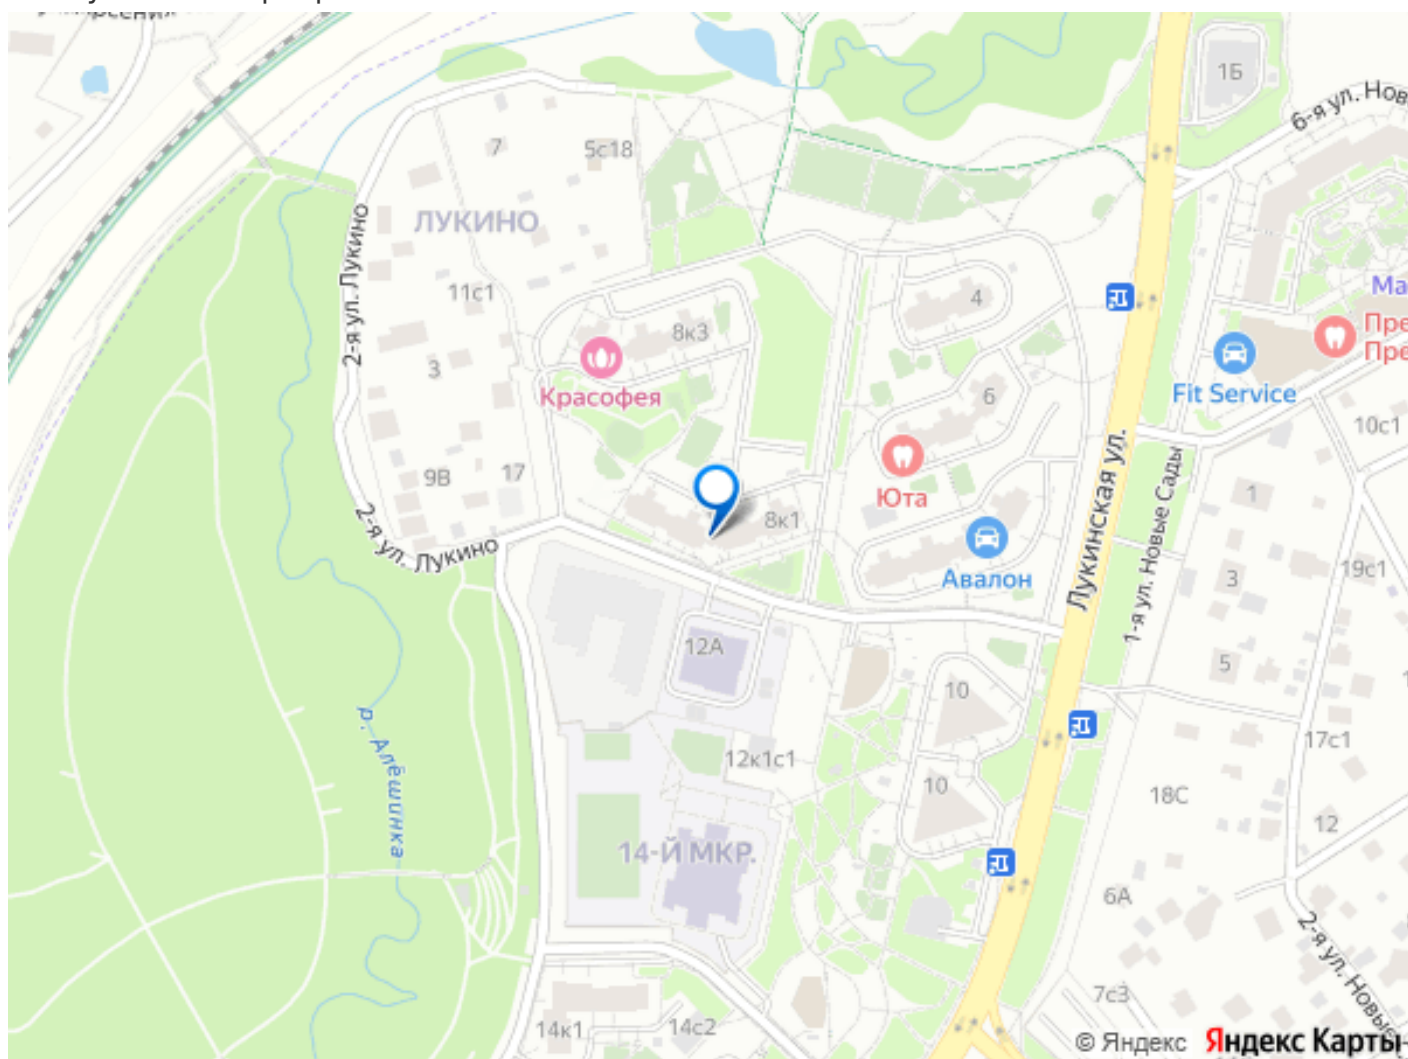 1Б
6-я ул. Нов
7
5с18
ЛУКИНО
2-я ул. Лукино
11с1
4
Ма
8к3
Пре
Пре
3
Красофея
6
Fit Service
10с1
9В
17
Юта
Лукинская ул.
1-я ул. Новые Сады
1
8к1
2-я ул. Лукино
Авалон
3
19с1
12А
5
10
р. Алёшинка
12к1с1
17с1
10
18С
12
14-Й МКР.
6А
2-я ул. Новые
7с3
14к1
14с2
© Яндекс Яндекс Карты